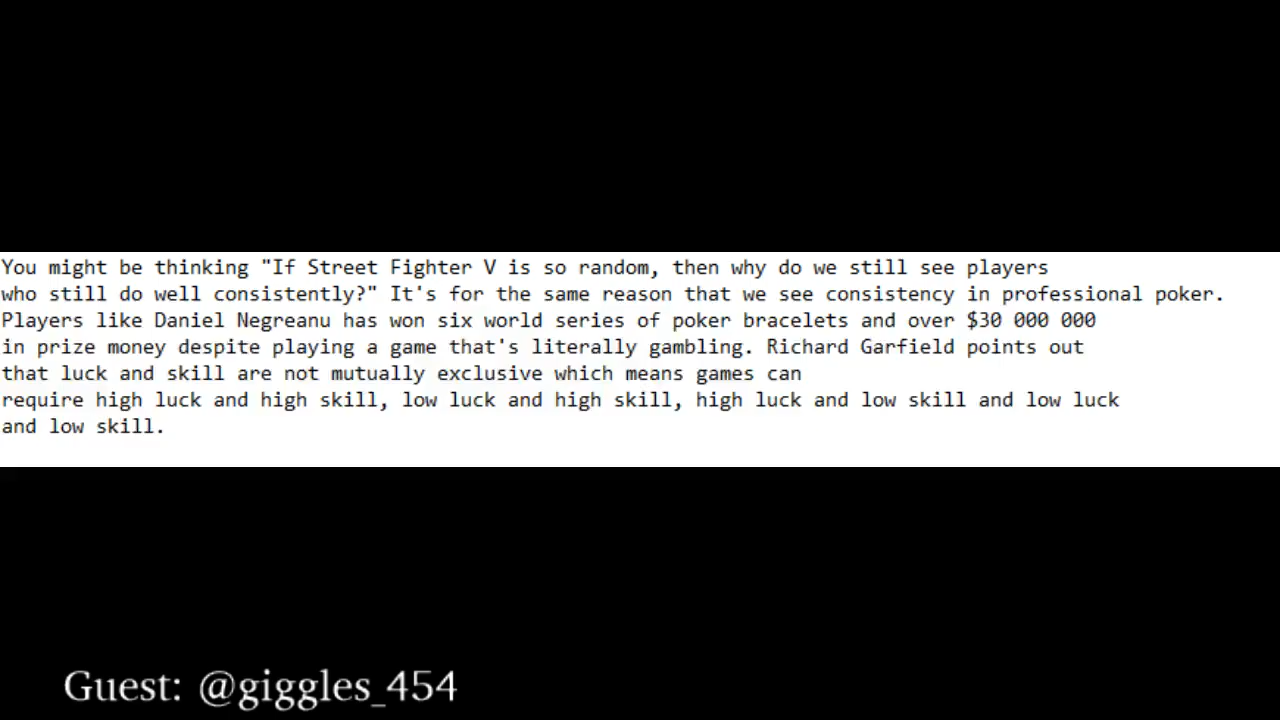 You might be thinking "If Street Fighter V is so random, then why do we still see players
who still do well consistently?" It's for the same reason that we see consistency in professional poker.
Players like Daniel Negreanu has won six world series of poker bracelets and over $30 000 000
in prize money despite playing a game that's literally gambling. Richard Garfield points out
that luck and skill are not mutually exclusive which means games can
require high luck and high skill, low luck and high skill, high luck and low skill and low luck
and low skill.
Guest: @giggles_454